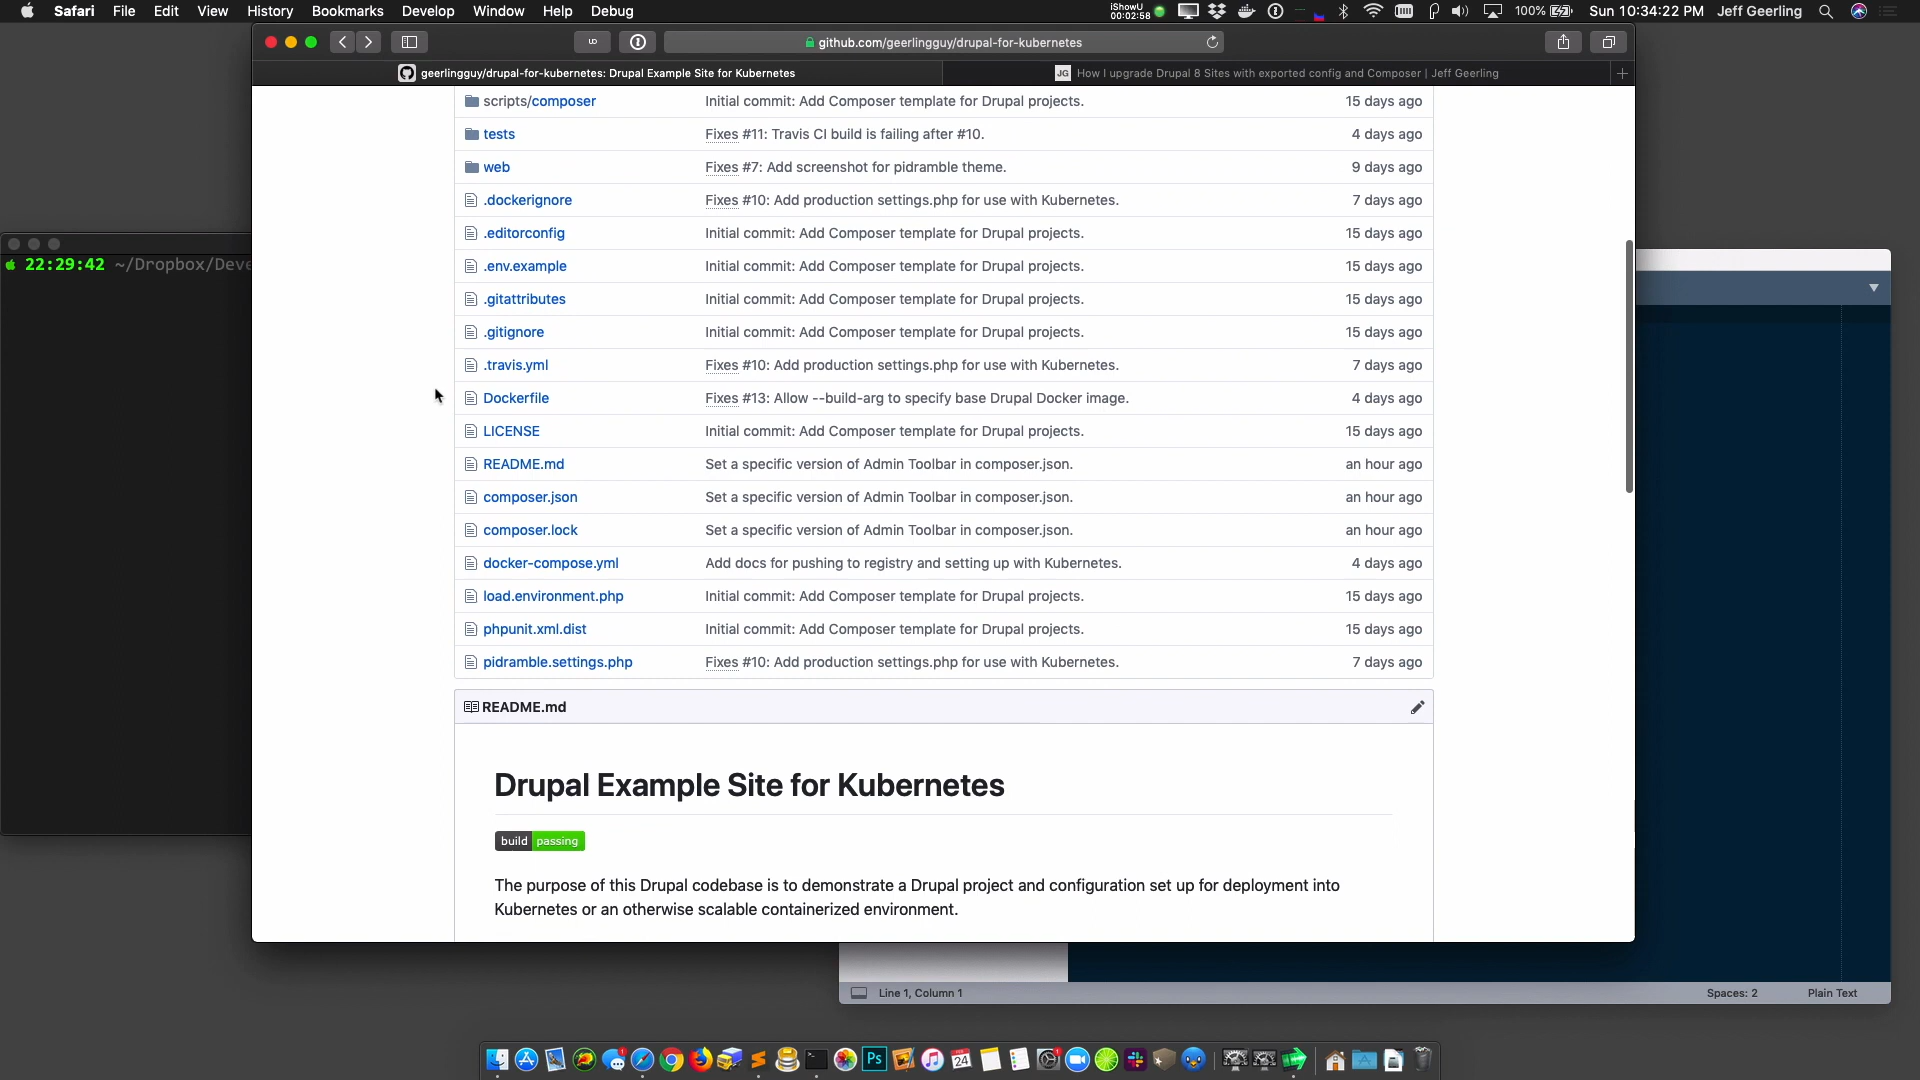 Safari File Edit View History Bookmarks Develop Window Help Debug
iShowU
00:02:58
100%
Sun 10:34:22 PM Jeff Geerling
github.com/geerlingguy/drupal-for-kubernetes
geerlingguy/drupal-for-kubernetes: Drupal Example Site for Kubernetes
JG How I upgrade Drupal 8 Sites with exported config and Composer | Jeff Geerling
scripts/composer Initial commit: Add Composer template for Drupal projects. 15 days ago
tests Fixes #11: Travis CI build is failing after #10. 4 days ago
web Fixes #7: Add screenshot for pidramble theme. 9 days ago
.dockerignore Fixes #10: Add production settings.php for use with Kubernetes. 7 days ago
.editorconfig Initial commit: Add Composer template for Drupal projects. 15 days ago
22:29:42 ~/Dropbox/Deve
.env.example Initial commit: Add Composer template for Drupal projects. 15 days ago
.gitattributes Initial commit: Add Composer template for Drupal projects. 15 days ago
.gitignore Initial commit: Add Composer template for Drupal projects. 15 days ago
.travis.yml Fixes #10: Add production settings.php for use with Kubernetes. 7 days ago
Dockerfile Fixes #13: Allow --build-arg to specify base Drupal Docker image. 4 days ago
LICENSE Initial commit: Add Composer template for Drupal projects. 15 days ago
README.md Set a specific version of Admin Toolbar in composer.json. an hour ago
composer.json Set a specific version of Admin Toolbar in composer.json. an hour ago
composer.lock Set a specific version of Admin Toolbar in composer.json. an hour ago
docker-compose.yml Add docs for pushing to registry and setting up with Kubernetes. 4 days ago
load.environment.php Initial commit: Add Composer template for Drupal projects. 15 days ago
phpunit.xml.dist Initial commit: Add Composer template for Drupal projects. 15 days ago
pidramble.settings.php Fixes #10: Add production settings.php for use with Kubernetes. 7 days ago
README.md
Drupal Example Site for Kubernetes
build passing
The purpose of this Drupal codebase is to demonstrate a Drupal project and configuration set up for deployment into
Kubernetes or an otherwise scalable containerized environment.
Line 1, Column 1 Spaces: 2 Plain Text
Ps
24